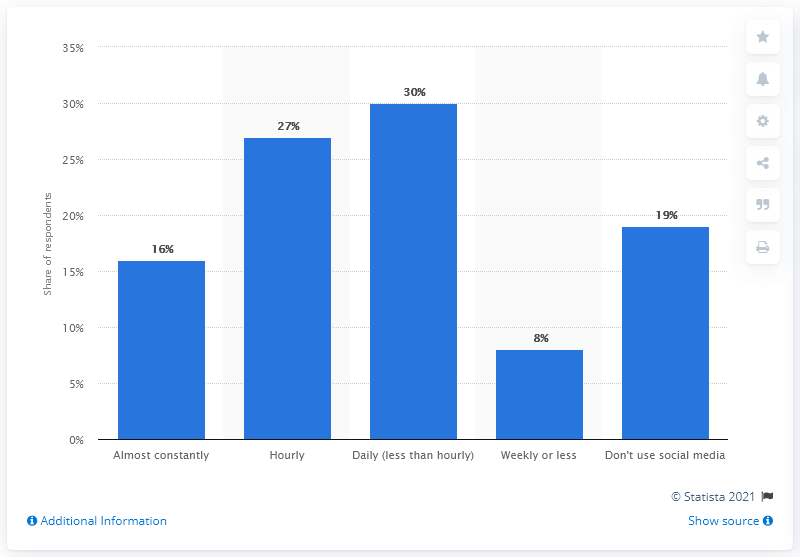 35%
30%
25%
20%
15%
10%
5%
0%
Share of respondents
16%
27%
30%
8%
19%
Almost constantly
Hourly
Daily (less than hourly)
Weekly or less
Don't use social media
© Statista 2021
Additional Information
Show source